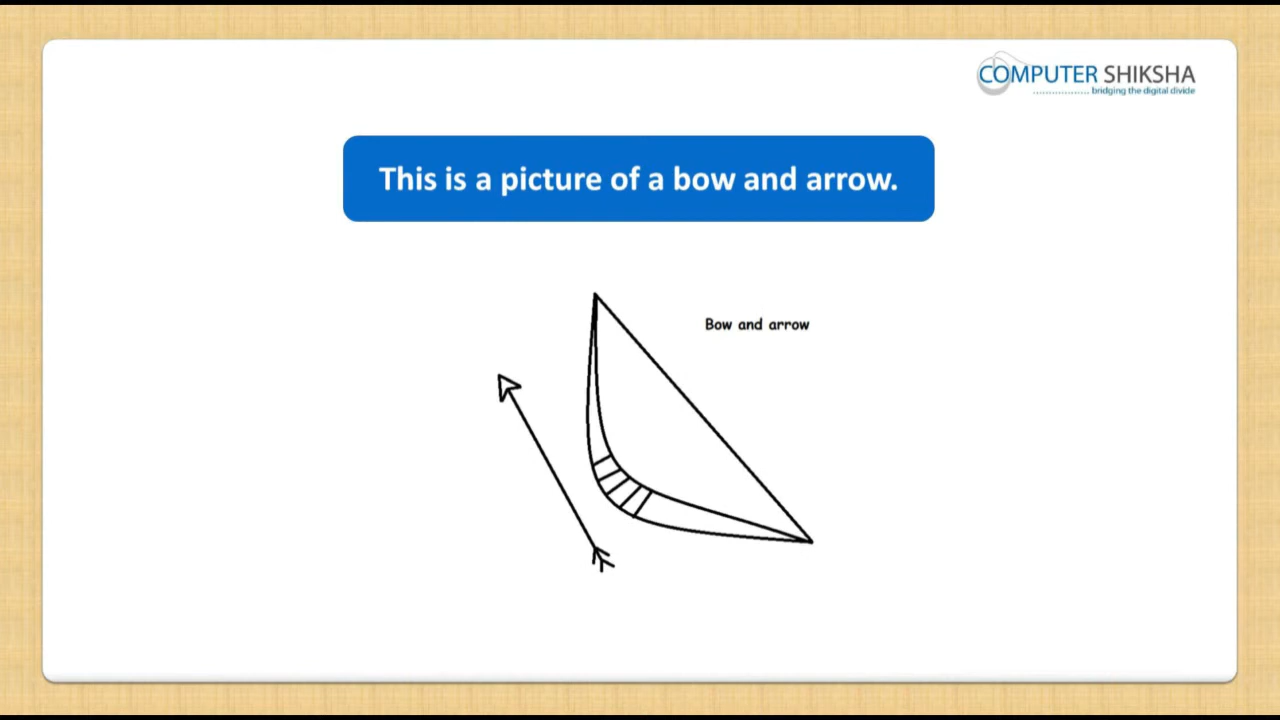 COMPUTER SHIKSHA
bridging the digital divide
This is a picture of a bow and arrow.
Bow and arrow